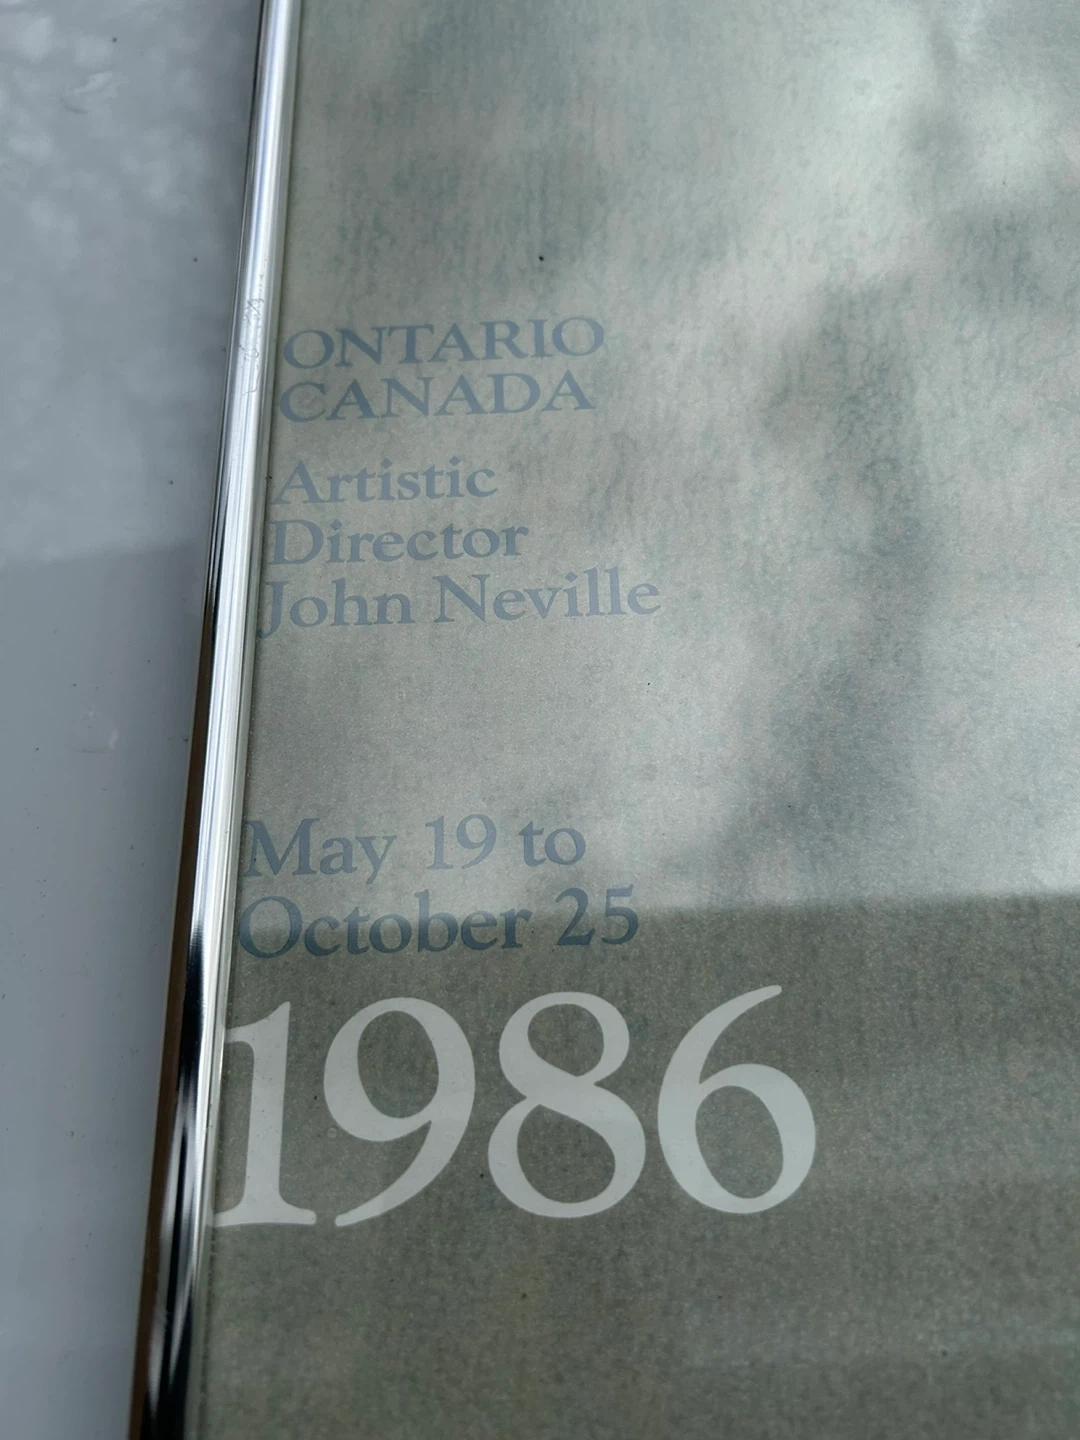 ONTARIO
CANADA
Artistic
Director
John Neville
May 19 to
October 25
1986